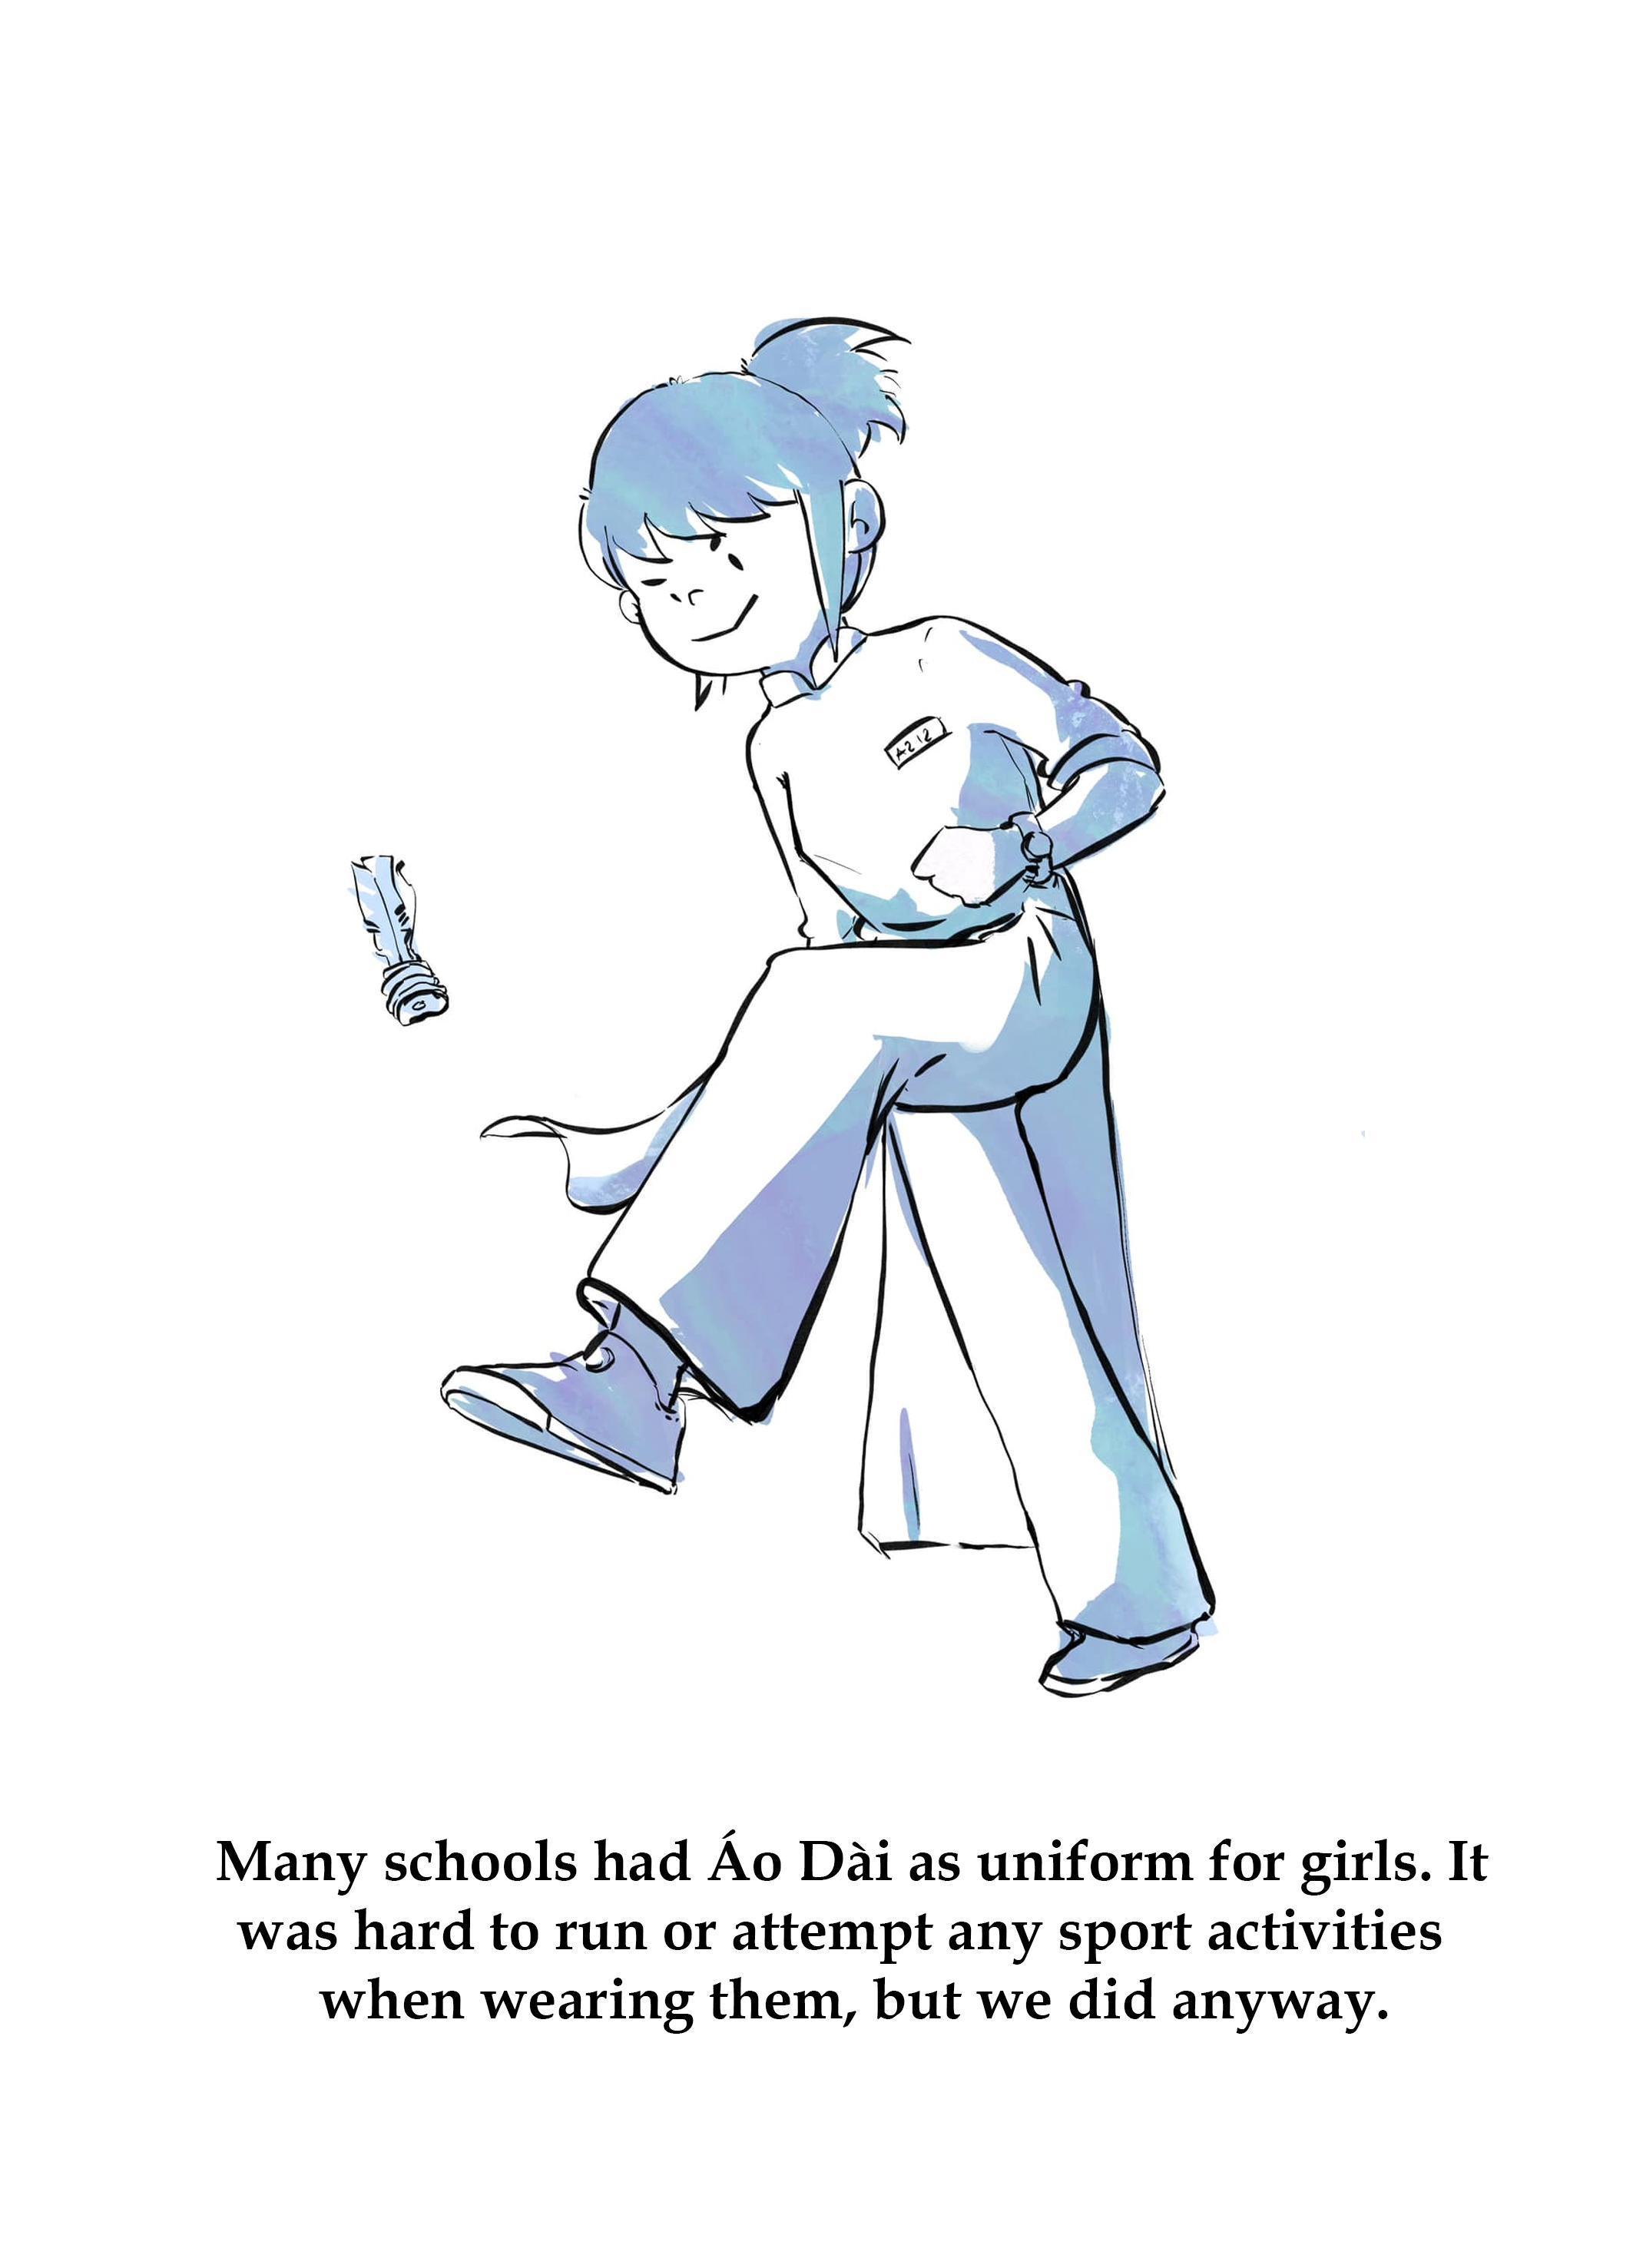 A212
Many schools had Áo Dài as uniform for girls. It
was hard to run or attempt any sport activities
when wearing them, but we did anyway.